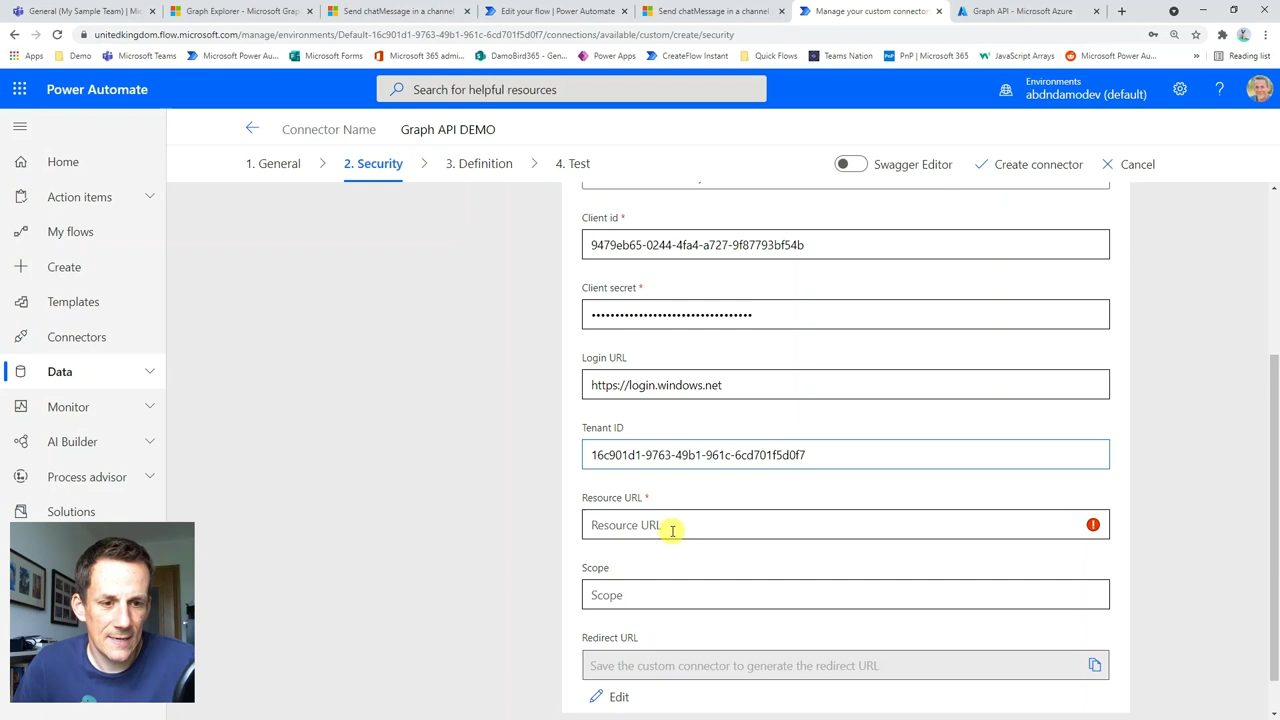 General (My Sample Team) | Mic
Graph Explorer - Microsoft Grap
Send chatMessage in a channel
Edit your flow | Power Automate
Send chatMessage in a channel
Manage your custom connector
Graph API - Microsoft Azure
unitedkingdom.flow.microsoft.com/manage/environments/Default-16c901d1-9763-49b1-961c-6cd701f5d0f7/connections/available/custom/create/security
Apps
Demo
Microsoft Teams
Microsoft Power Au...
Microsoft Forms
Microsoft 365 admi...
DamoBird365 - Gen...
Power Apps
CreateFlow Instant
Quick Flows
Teams Nation
PnP | Microsoft 365
JavaScript Arrays
Microsoft Power Au...
»
Reading list
Power Automate
Search for helpful resources
Environments
abdndamodev (default)
Connector Name Graph API DEMO
1. General
2. Security
3. Definition
4. Test
Swagger Editor
Create connector
Cancel
Home
Action items
My flows
Create
Templates
Connectors
Data
Monitor
AI Builder
Process advisor
Solutions
Client id *
9479eb65-0244-4fa4-a727-9f87793bf54b
Client secret *
••••••••••••••••••••••••••••••••••
Login URL
https://login.windows.net
Tenant ID
16c901d1-9763-49b1-961c-6cd701f5d0f7
Resource URL *
Resource URL
Scope
Scope
Redirect URL
Save the custom connector to generate the redirect URL
Edit